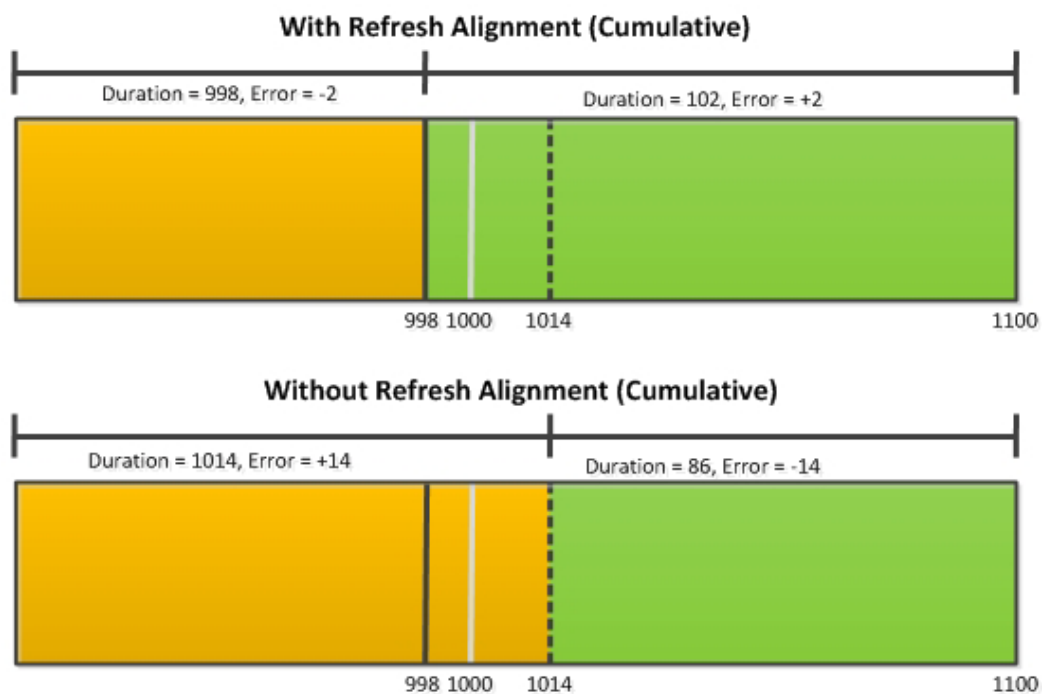 With Refresh Alignment (Cumulative)
Duration = 998, Error = -2
Duration = 102, Error = +2
998 1000 1014 1100
Without Refresh Alignment (Cumulative)
Duration = 1014, Error = +14
Duration = 86, Error = -14
998 1000 1014 1100